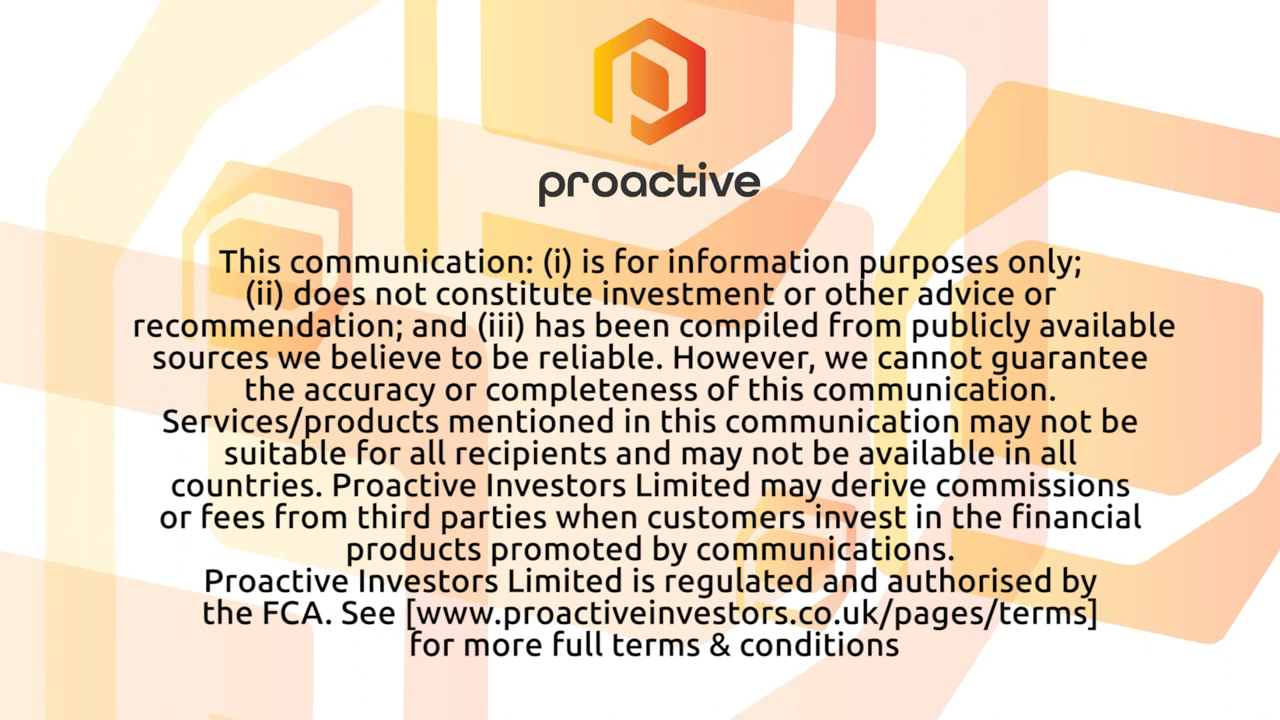 proactive
This communication: (i) is for information purposes only;
(ii) does not constitute investment or other advice or
recommendation; and (iii) has been compiled from publicly available
sources we believe to be reliable. However, we cannot guarantee
the accuracy or completeness of this communication.
Services/products mentioned in this communication may not be
suitable for all recipients and may not be available in all
countries. Proactive Investors Limited may derive commissions
or fees from third parties when customers invest in the financial
products promoted by communications.
Proactive Investors Limited is regulated and authorised by
the FCA. See [www.proactiveinvestors.co.uk/pages/terms]
for more full terms & conditions